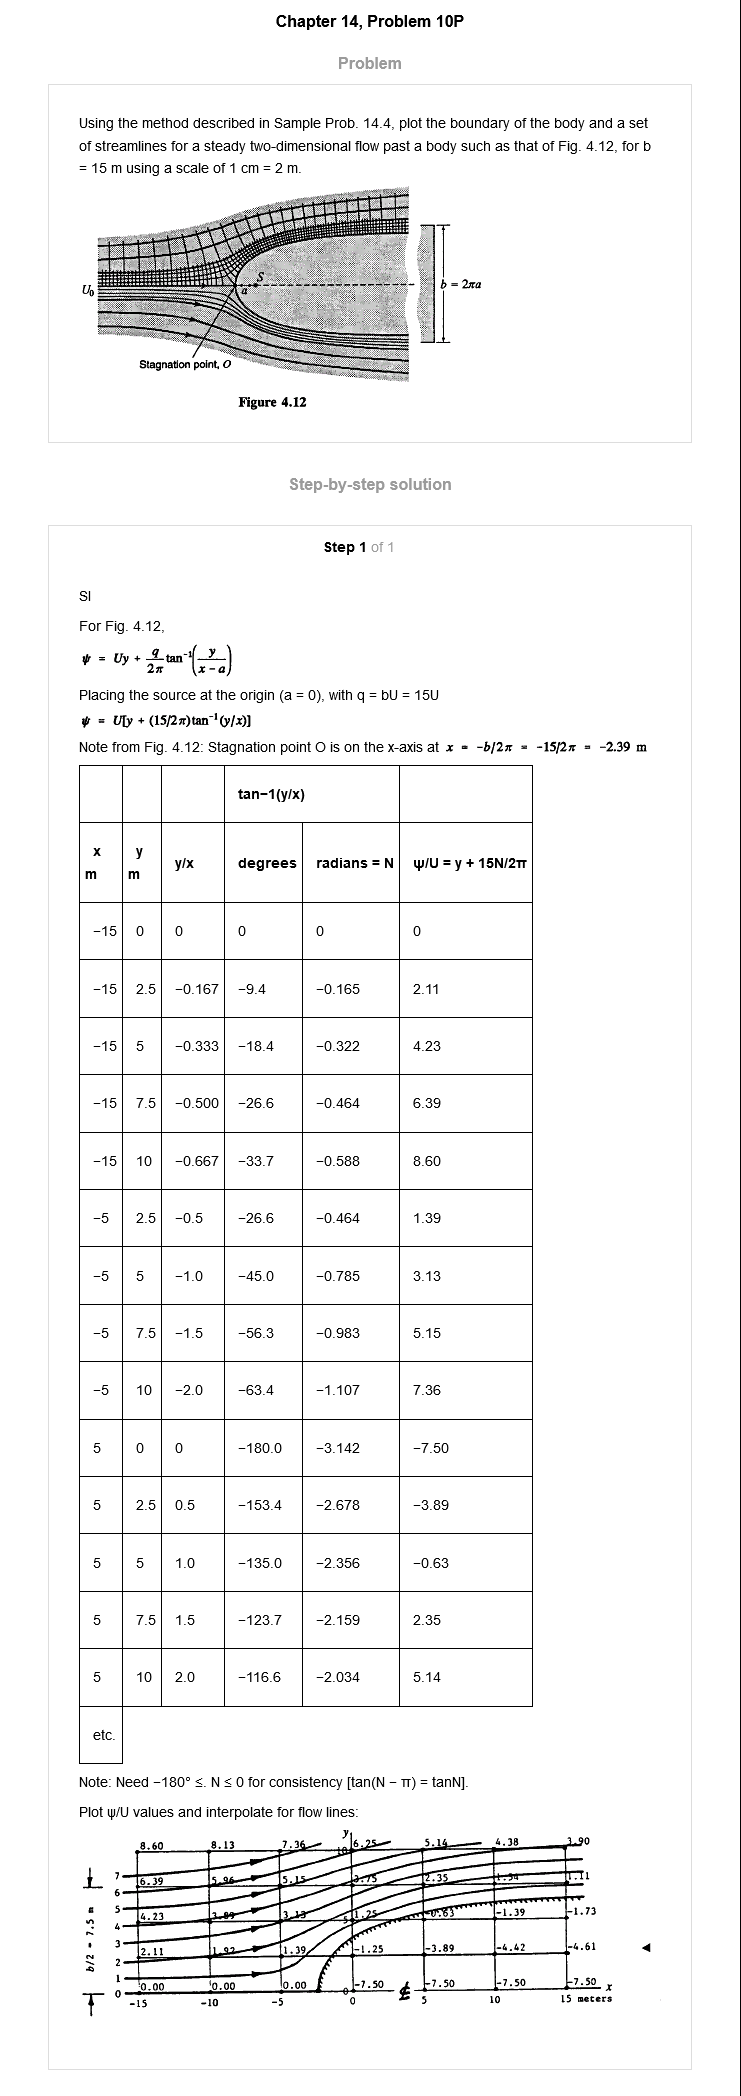 Chapter 14, Problem 10P
Problem
Using the method described in Sample Prob. 14.4, plot the boundary of the body and a set
of streamlines for a steady two-dimensional flow past a body such as that of Fig. 4.12, for b
= 15 m using a scale of 1 cm = 2 m.
U₀
S
a
b = 2πa
Stagnation point, O
Figure 4.12
Step-by-step solution
Step 1 of 1
SI
For Fig. 4.12,
ψ = Uy + q/2π tan⁻¹(y/x − a)
Placing the source at the origin (a = 0), with q = bU = 15U
ψ = U[y + (15/2π)tan⁻¹(y/x)]
Note from Fig. 4.12: Stagnation point O is on the x-axis at x = −b/2π = −15/2π = −2.39 m
tan−1(y/x)
x m y m y/x degrees radians = N ψ/U = y + 15N/2π
−15 0 0 0 0 0
−15 2.5 −0.167 −9.4 −0.165 2.11
−15 5 −0.333 −18.4 −0.322 4.23
−15 7.5 −0.500 −26.6 −0.464 6.39
−15 10 −0.667 −33.7 −0.588 8.60
−5 2.5 −0.5 −26.6 −0.464 1.39
−5 5 −1.0 −45.0 −0.785 3.13
−5 7.5 −1.5 −56.3 −0.983 5.15
−5 10 −2.0 −63.4 −1.107 7.36
5 0 0 −180.0 −3.142 −7.50
5 2.5 0.5 −153.4 −2.678 −3.89
5 5 1.0 −135.0 −2.356 −0.63
5 7.5 1.5 −123.7 −2.159 2.35
5 10 2.0 −116.6 −2.034 5.14
etc.
Note: Need −180° ≤. N ≤ 0 for consistency [tan(N − π) = tanN].
Plot ψ/U values and interpolate for flow lines:
y
8.60 8.13 7.36 10 6.25 5.14 4.38 3.90
7
6.39 5.96 5.15 3.75 2.35 1.54 1.11
6
5
4.23 3.89 3.13 5 1.25 −0.63 −1.39 −1.73
4
3
2.11 1.92 1.39 −1.25 −3.89 −4.42 −4.61
2
1
0.00 0.00 0.00 −7.50 ℄ −7.50 −7.50 −7.50 x
0 0
−15 −10 −5 0 5 10 15 meters
b/2 = 7.5 m